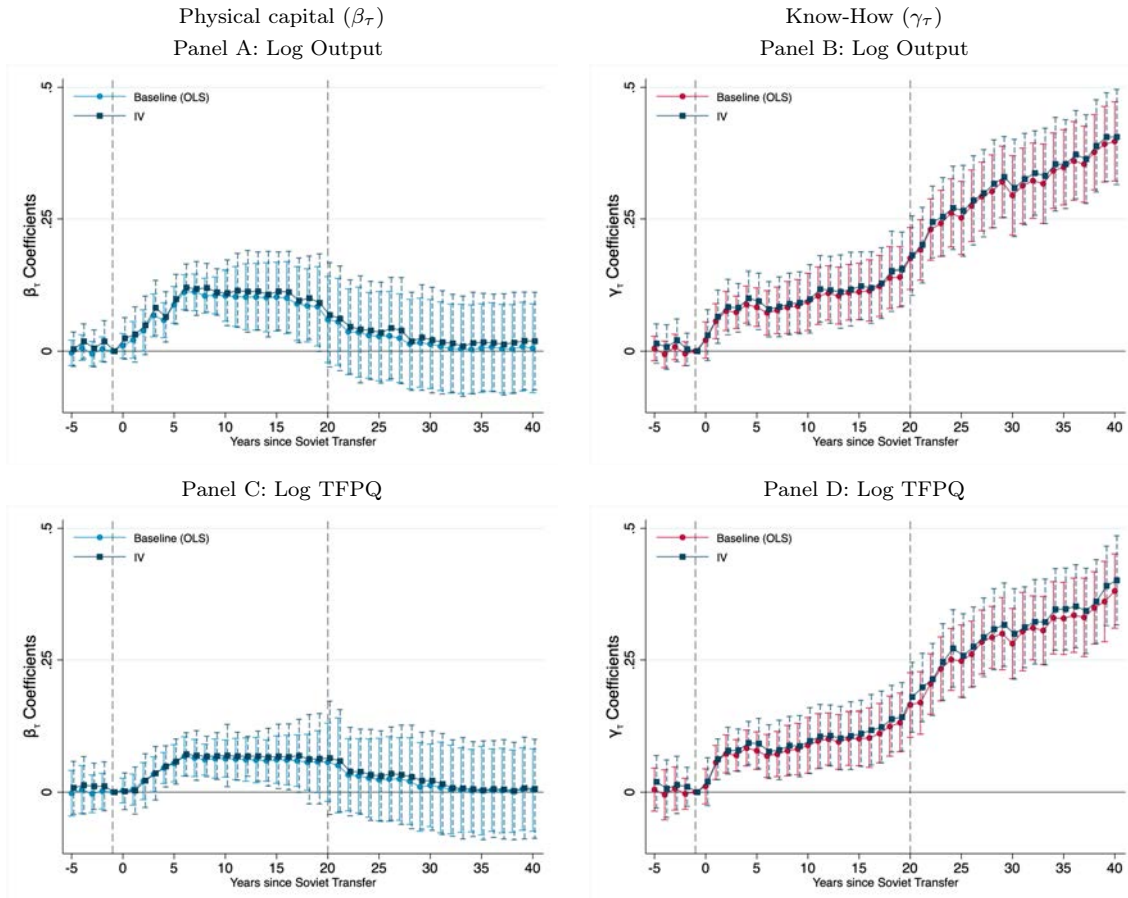 Physical capital (βτ)
Know-How (γτ)
Panel A: Log Output
Panel B: Log Output
.5
.25
0
βτ Coefficients
Baseline (OLS)
IV
-5 0 5 10 15 20 25 30 35 40
Years since Soviet Transfer
.5
.25
0
γτ Coefficients
Baseline (OLS)
IV
-5 0 5 10 15 20 25 30 35 40
Years since Soviet Transfer
Panel C: Log TFPQ
Panel D: Log TFPQ
.5
.25
0
βτ Coefficients
Baseline (OLS)
IV
-5 0 5 10 15 20 25 30 35 40
Years since Soviet Transfer
.5
.25
0
γτ Coefficients
Baseline (OLS)
IV
-5 0 5 10 15 20 25 30 35 40
Years since Soviet Transfer